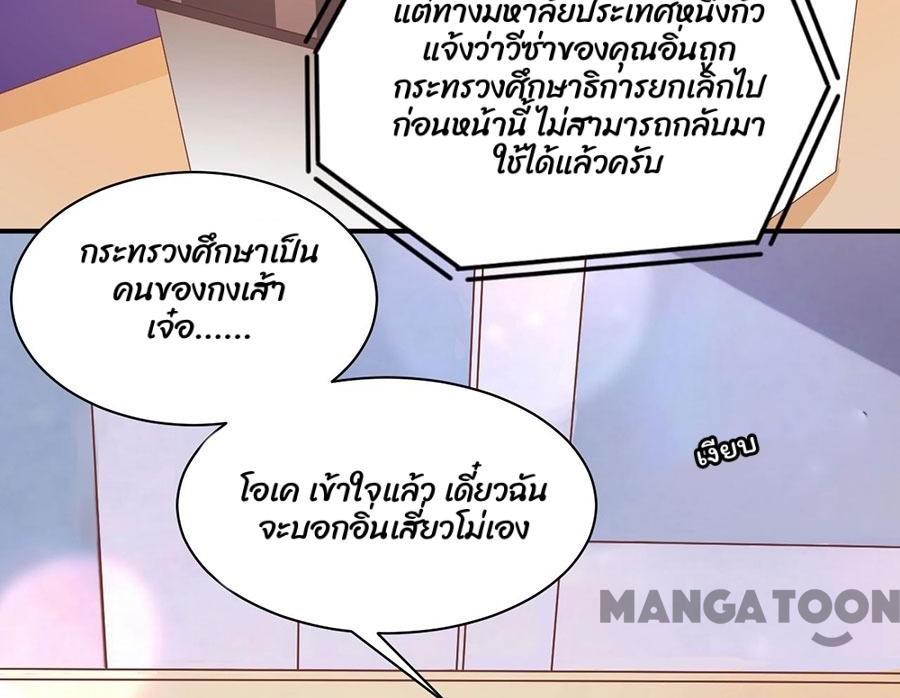 แต่ทางมหาลัยประเทศหนึ่งก็ว
แจ้งว่าวีซ่าของคุณอิ่นถูก
กระทรวงศึกษาธิการยกเลิกไป
ก่อนหน้านี้ ไม่สามารถกลับมา
ใช้ได้แล้วครับ
กระทรวงศึกษาเป็น
คนของกงเส้า
เจ๋อ......
เงียบ
โอเค เข้าใจแล้ว เดี๋ยวฉัน
จะบอกอิ่นเสี่ยวโม่เอง
MANGATOON